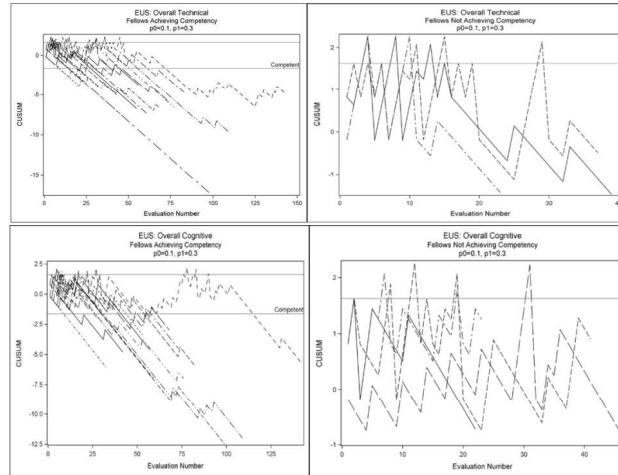 EUS: Overall Technical
Fellows Achieving Competency
p0=0.1, p1=0.3
CUSUM
0
-5
-10
-15
Competent
0
25
50
75
100
125
150
Evaluation Number
EUS: Overall Technical
Fellows Not Achieving Competency
p0=0.1, p1=0.3
CUSUM
2
1
0
-1
0
10
20
30
40
Evaluation Number
EUS: Overall Cognitive
Fellows Achieving Competency
p0=0.1, p1=0.3
CUSUM
2.5
0.0
-2.5
-5.0
-7.5
-10.0
-12.5
Competent
0
25
50
75
100
125
Evaluation Number
EUS: Overall Cognitive
Fellows Not Achieving Competency
p0=0.1, p1=0.3
CUSUM
2
1
0
-1
0
10
20
30
40
Evaluation Number